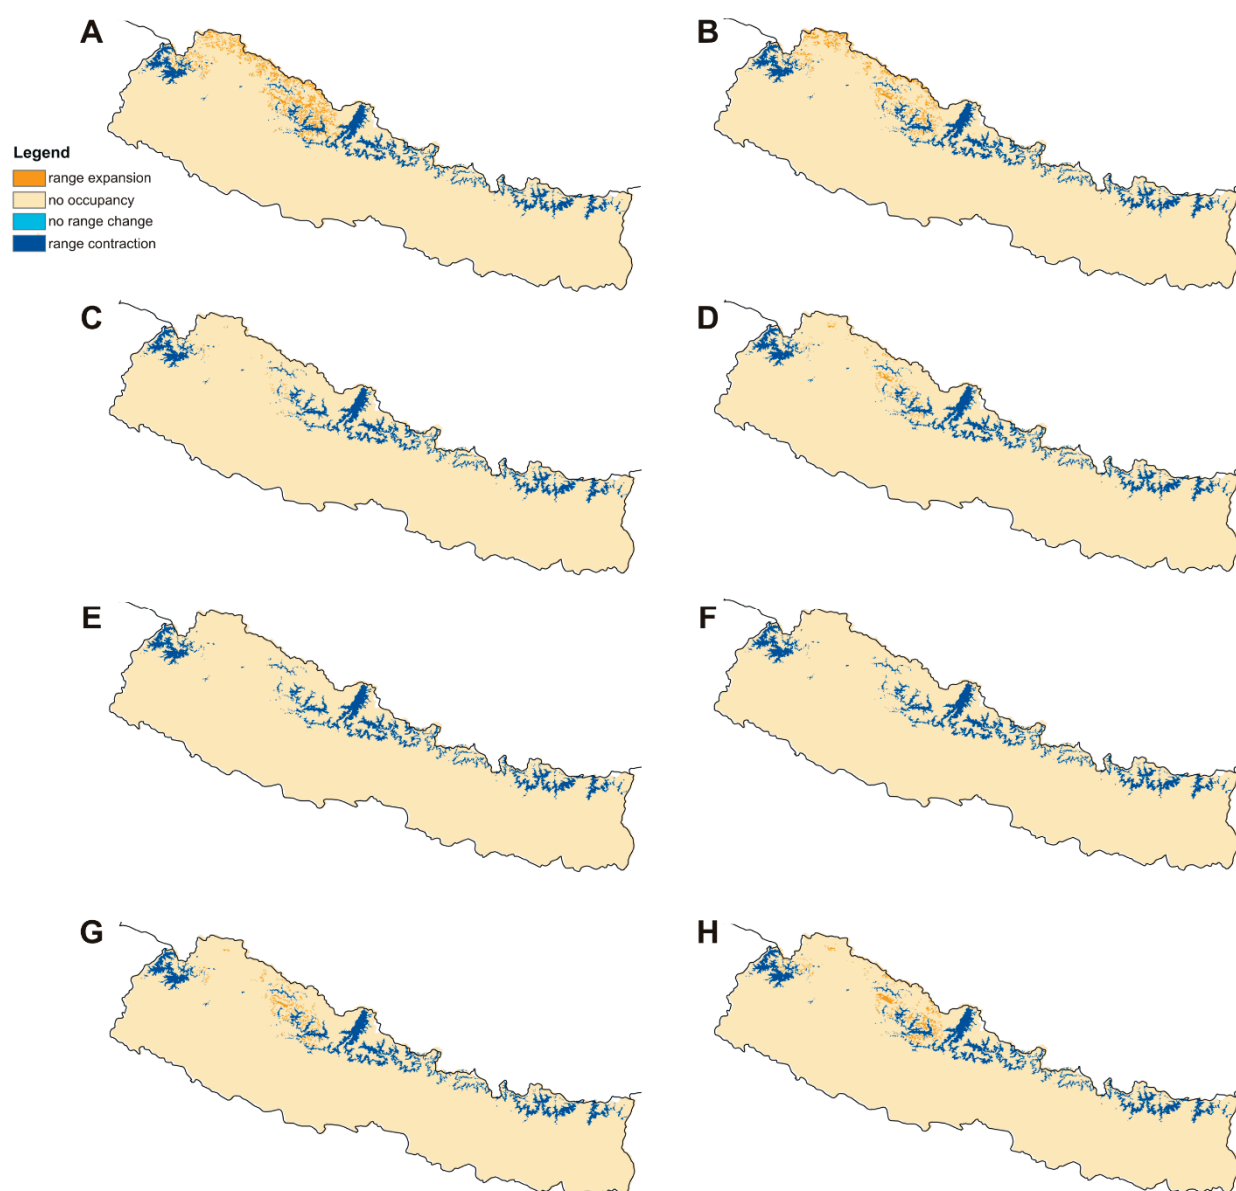 A
B
Legend
range expansion
no occupancy
no range change
range contraction
C
D
E
F
G
H